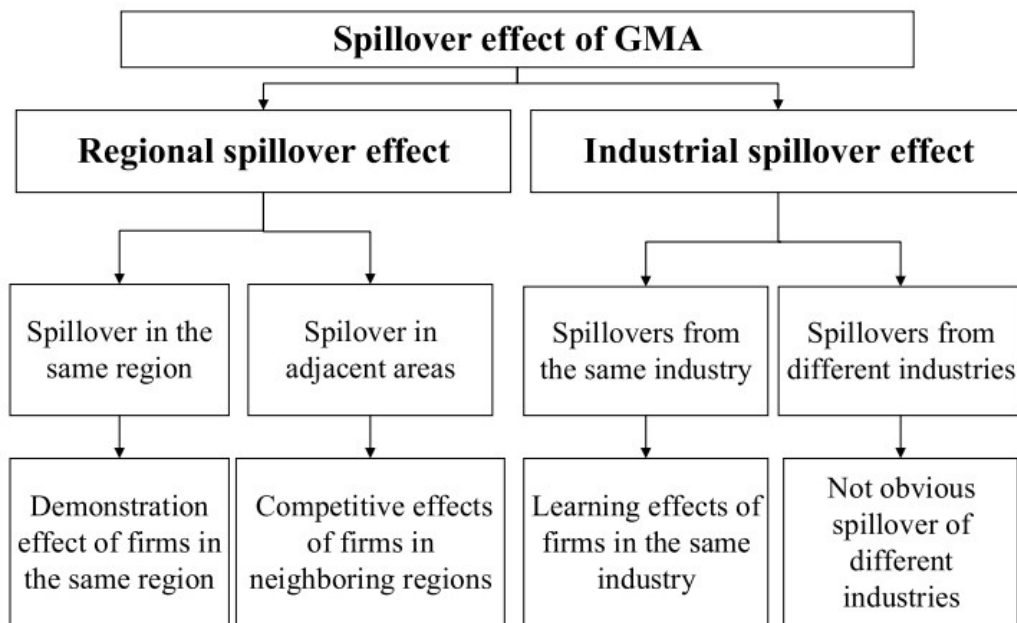 Spillover effect of GMA
Regional spillover effect
Industrial spillover effect
Spillover in the
same region
Spilover in
adjacent areas
Spillovers from
the same industry
Spillovers from
different industries
Demonstration
effect of firms in
the same region
Competitive effects
of firms in
neighboring regions
Learning effects of
firms in the same
industry
Not obvious
spillover of
different
industries